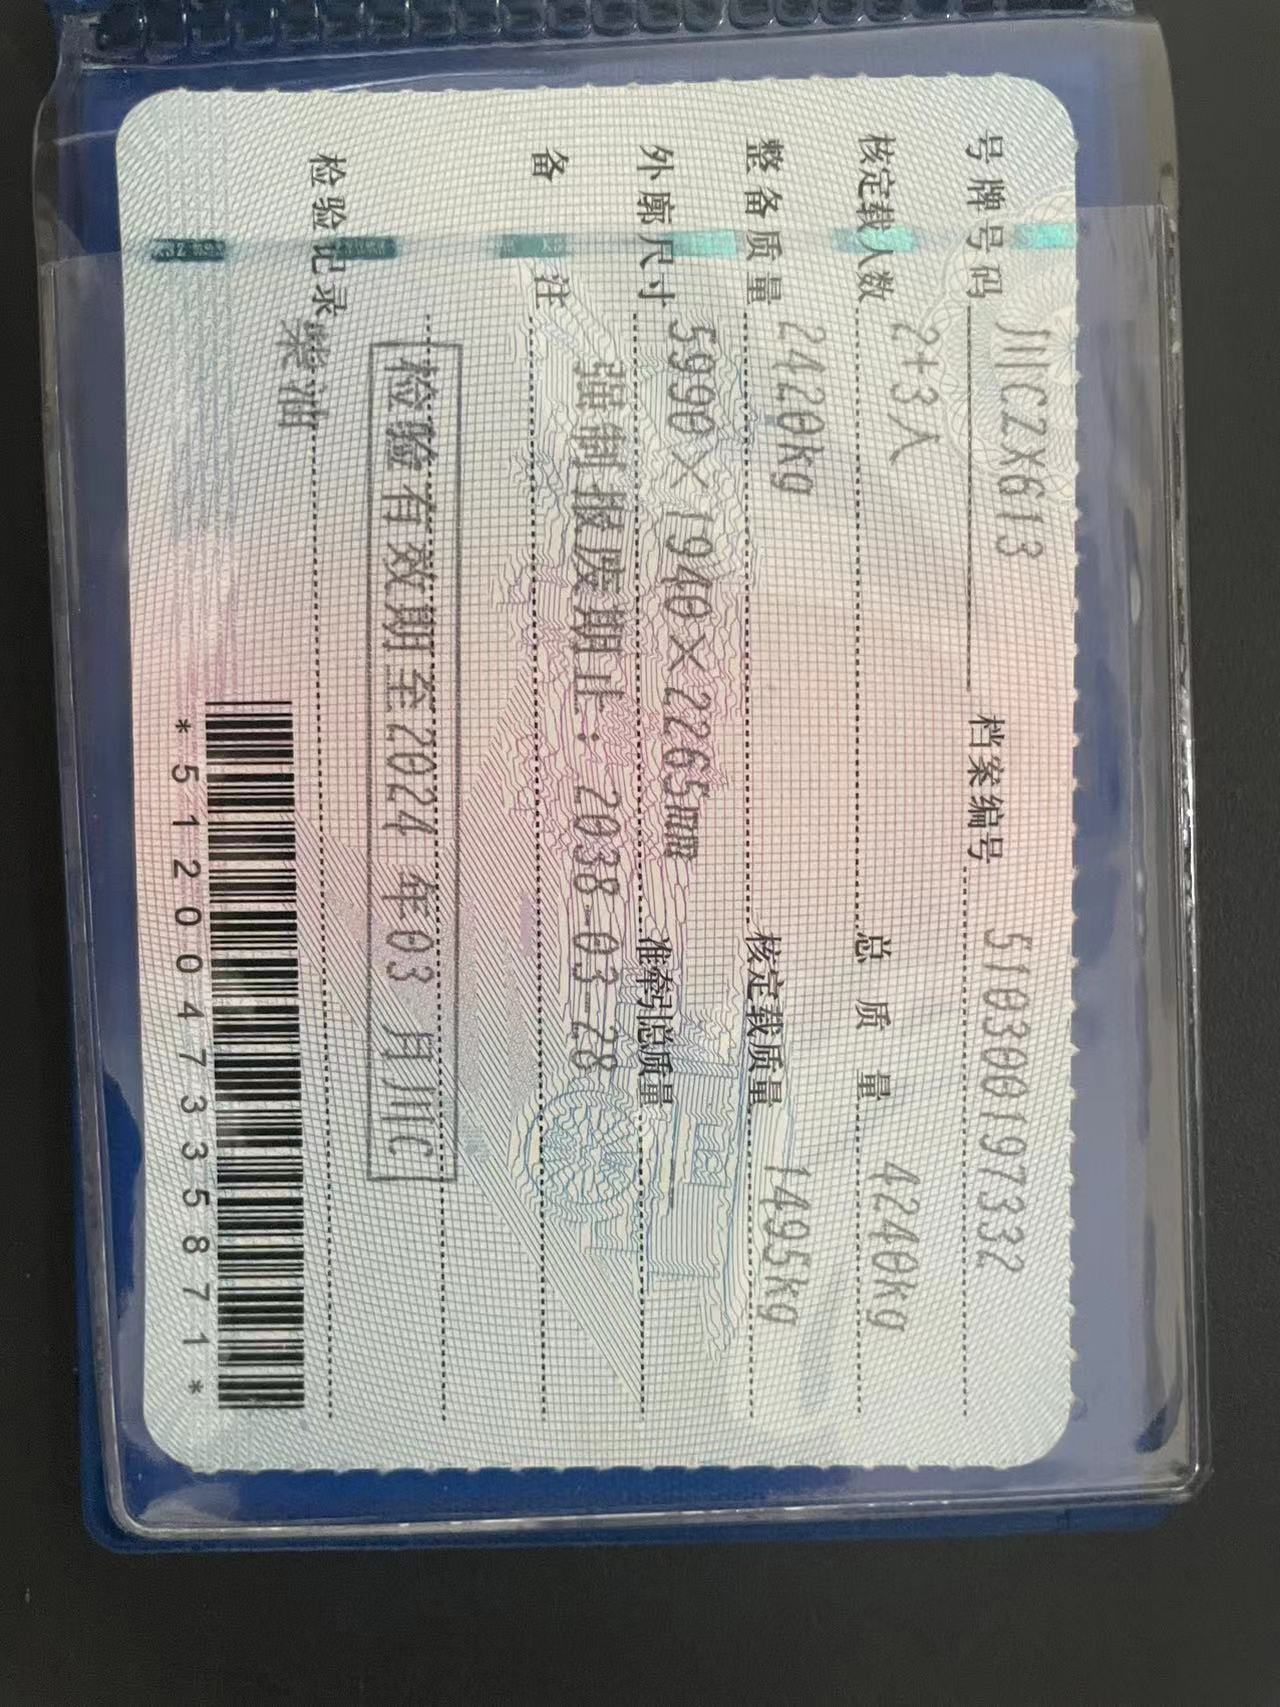 号牌号码 川CZX613 档案编号 510300197332
核定载人数 2+3人 总质量 4240kg
整备质量 2420kg 核定载质量 1495kg
外廓尺寸 5990×1940×2265mm 准牵引总质量
备注 强制报废期止:2038-03-28
检验有效期至2024年03月川C
检验记录 柴油
*5120047335871*